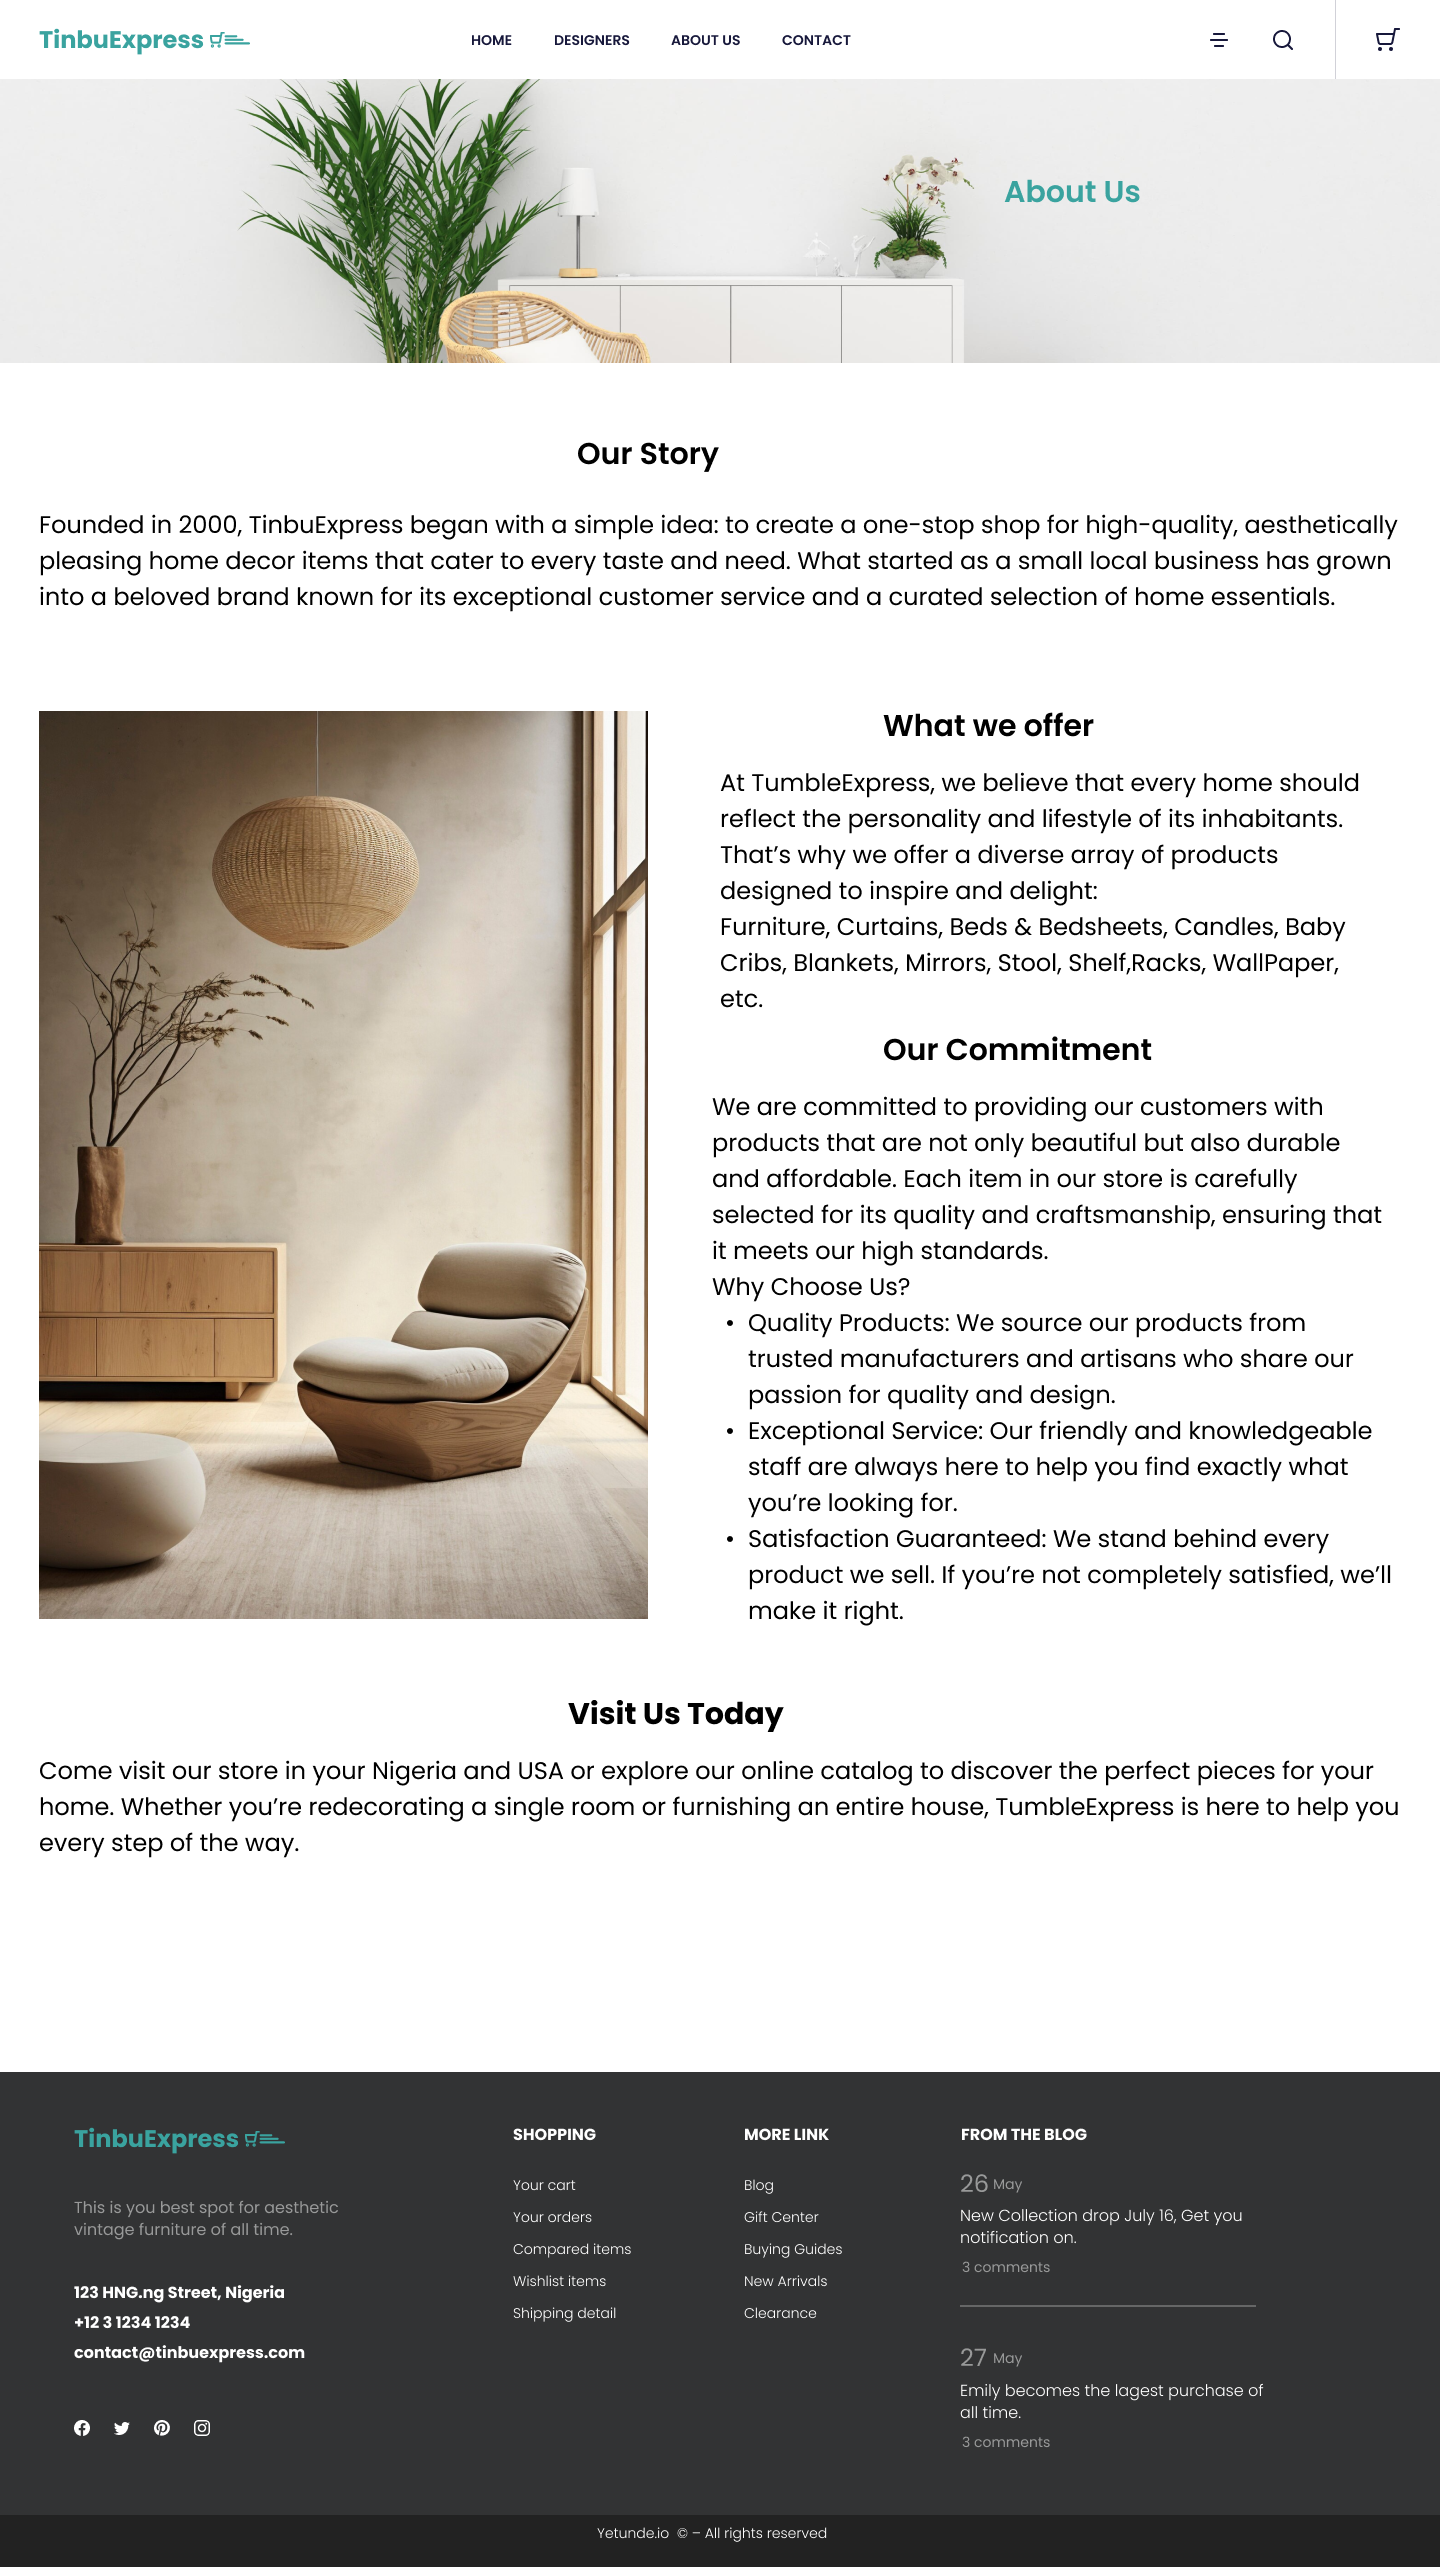 TinbuExpress
HOME DESIGNERS ABOUT US CONTACT
About Us
Our Story
Founded in 2000, TinbuExpress began with a simple idea: to create a one-stop shop for high-quality, aesthetically
pleasing home decor items that cater to every taste and need. What started as a small local business has grown
into a beloved brand known for its exceptional customer service and a curated selection of home essentials.
What we offer
At TumbleExpress, we believe that every home should
reflect the personality and lifestyle of its inhabitants.
That’s why we offer a diverse array of products
designed to inspire and delight:
Furniture, Curtains, Beds & Bedsheets, Candles, Baby
Cribs, Blankets, Mirrors, Stool, Shelf,Racks, WallPaper,
etc.
Our Commitment
We are committed to providing our customers with
products that are not only beautiful but also durable
and affordable. Each item in our store is carefully
selected for its quality and craftsmanship, ensuring that
it meets our high standards.
Why Choose Us?
• Quality Products: We source our products from
trusted manufacturers and artisans who share our
passion for quality and design.
• Exceptional Service: Our friendly and knowledgeable
staff are always here to help you find exactly what
you’re looking for.
• Satisfaction Guaranteed: We stand behind every
product we sell. If you’re not completely satisfied, we’ll
make it right.
Visit Us Today
Come visit our store in your Nigeria and USA or explore our online catalog to discover the perfect pieces for your
home. Whether you’re redecorating a single room or furnishing an entire house, TumbleExpress is here to help you
every step of the way.
TinbuExpress
This is you best spot for aesthetic
vintage furniture of all time.
123 HNG.ng Street, Nigeria
+12 3 1234 1234
contact@tinbuexpress.com
SHOPPING
Your cart
Your orders
Compared items
Wishlist items
Shipping detail
MORE LINK
Blog
Gift Center
Buying Guides
New Arrivals
Clearance
FROM THE BLOG
26 May
New Collection drop July 16, Get you
notification on.
3 comments
27 May
Emily becomes the lagest purchase of
all time.
3 comments
Yetunde.io © – All rights reserved